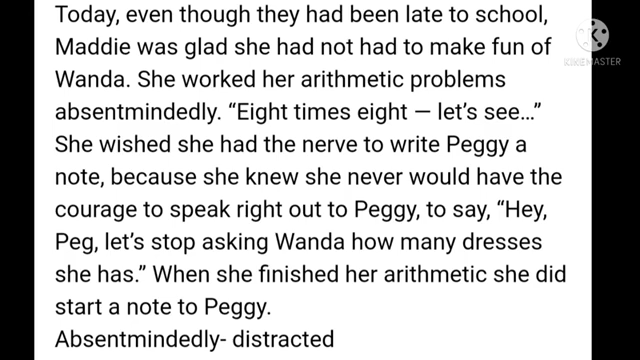 Today, even though they had been late to school,
Maddie was glad she had not had to make fun of
Wanda. She worked her arithmetic problems
absentmindedly. “Eight times eight — let’s see…”
She wished she had the nerve to write Peggy a
note, because she knew she never would have the
courage to speak right out to Peggy, to say, “Hey,
Peg, let’s stop asking Wanda how many dresses
she has.” When she finished her arithmetic she did
start a note to Peggy.
Absentmindedly- distracted
KINEMASTER